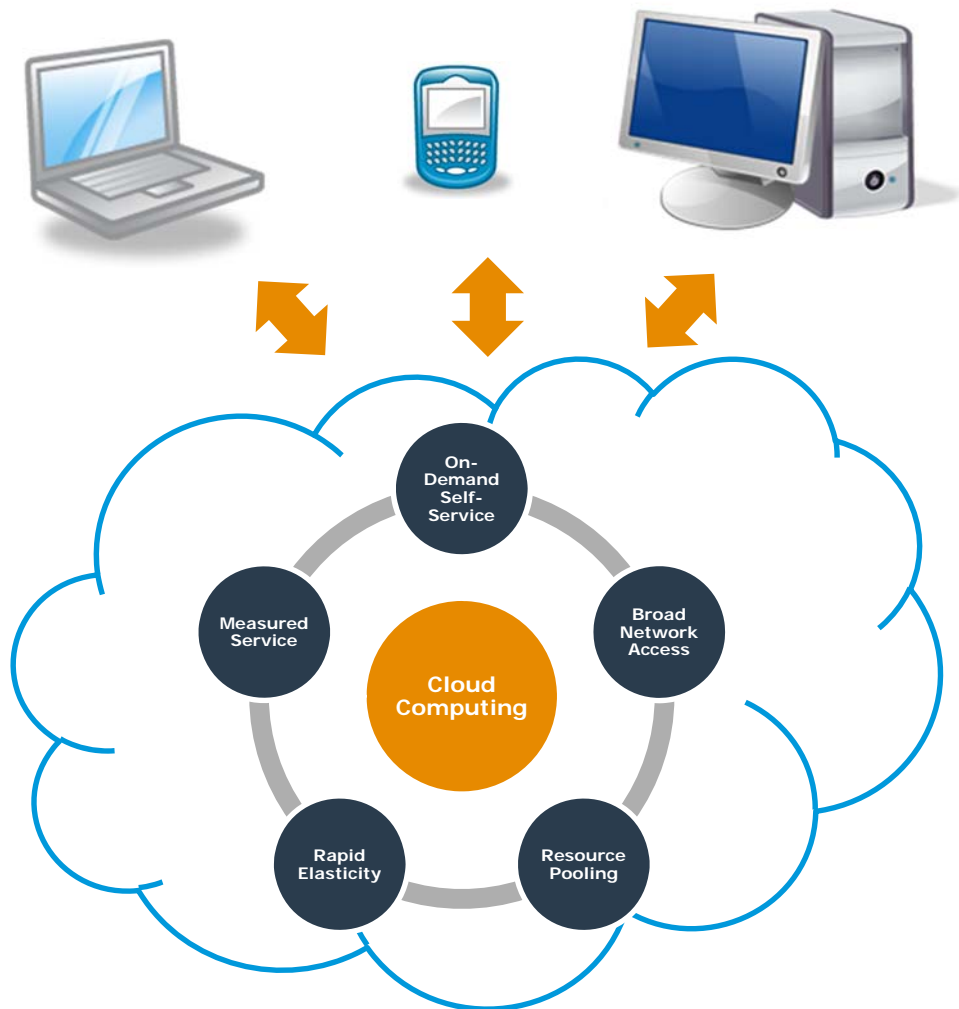 On-
Demand
Self-
Service
Measured
Service
Broad
Network
Access
Cloud
Computing
Rapid
Elasticity
Resource
Pooling